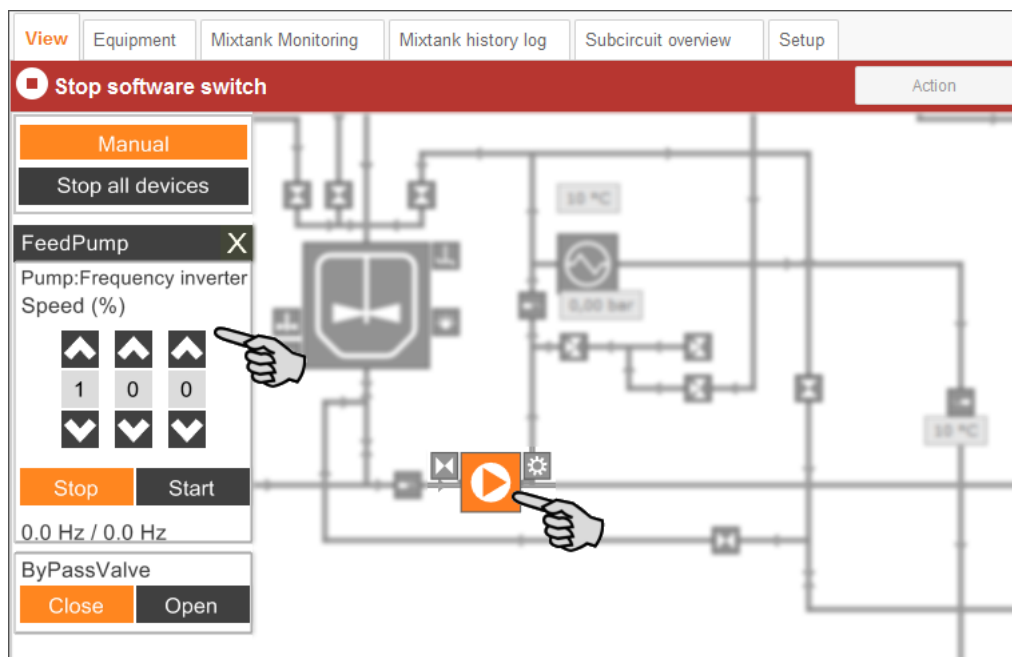 View Equipment Mixtank Monitoring Mixtank history log Subcircuit overview Setup
Stop software switch Action
Manual
Stop all devices
FeedPump X
Pump:Frequency inverter
Speed (%)
1 0 0
Stop Start
0.0 Hz / 0.0 Hz
ByPassValve
Close Open
10 °C
0,00 bar
10 °C